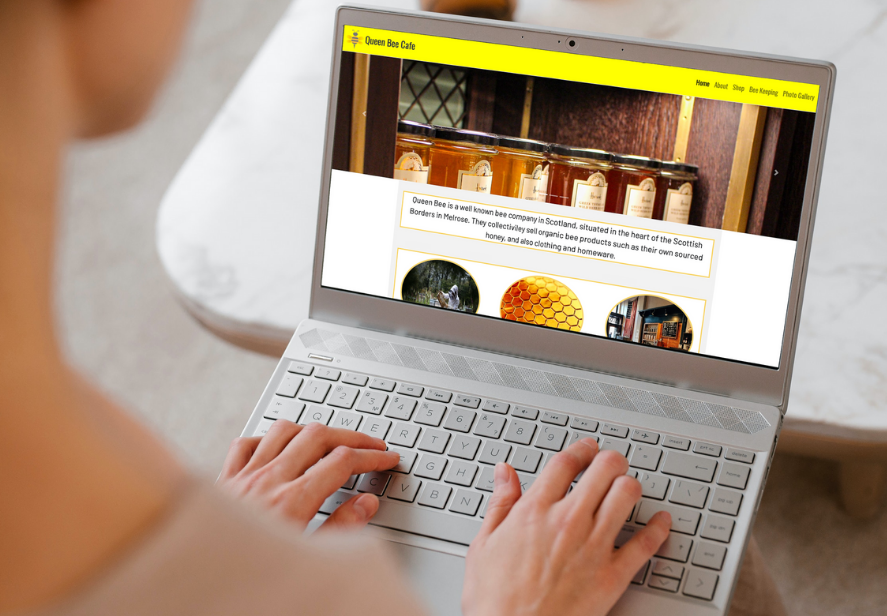 Queen Bee Cafe
Home About Shop Bee Keeping Photo Gallery
Queen Bee is a well known bee company in Scotland, situated in the heart of the Scottish
Borders in Melrose. They collectiviley sell organic bee products such as their own sourced
honey, and also clothing and homeware.
Q W E R T Y U
G H J
C V B N